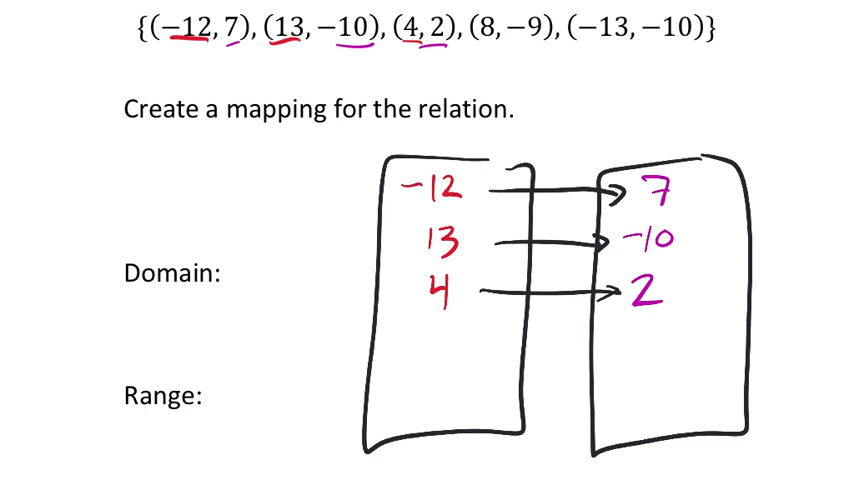 {(−12, 7), (13, −10), (4, 2), (8, −9), (−13, −10)}
Create a mapping for the relation.
-12 7
13 -10
Domain:
4 2
Range: